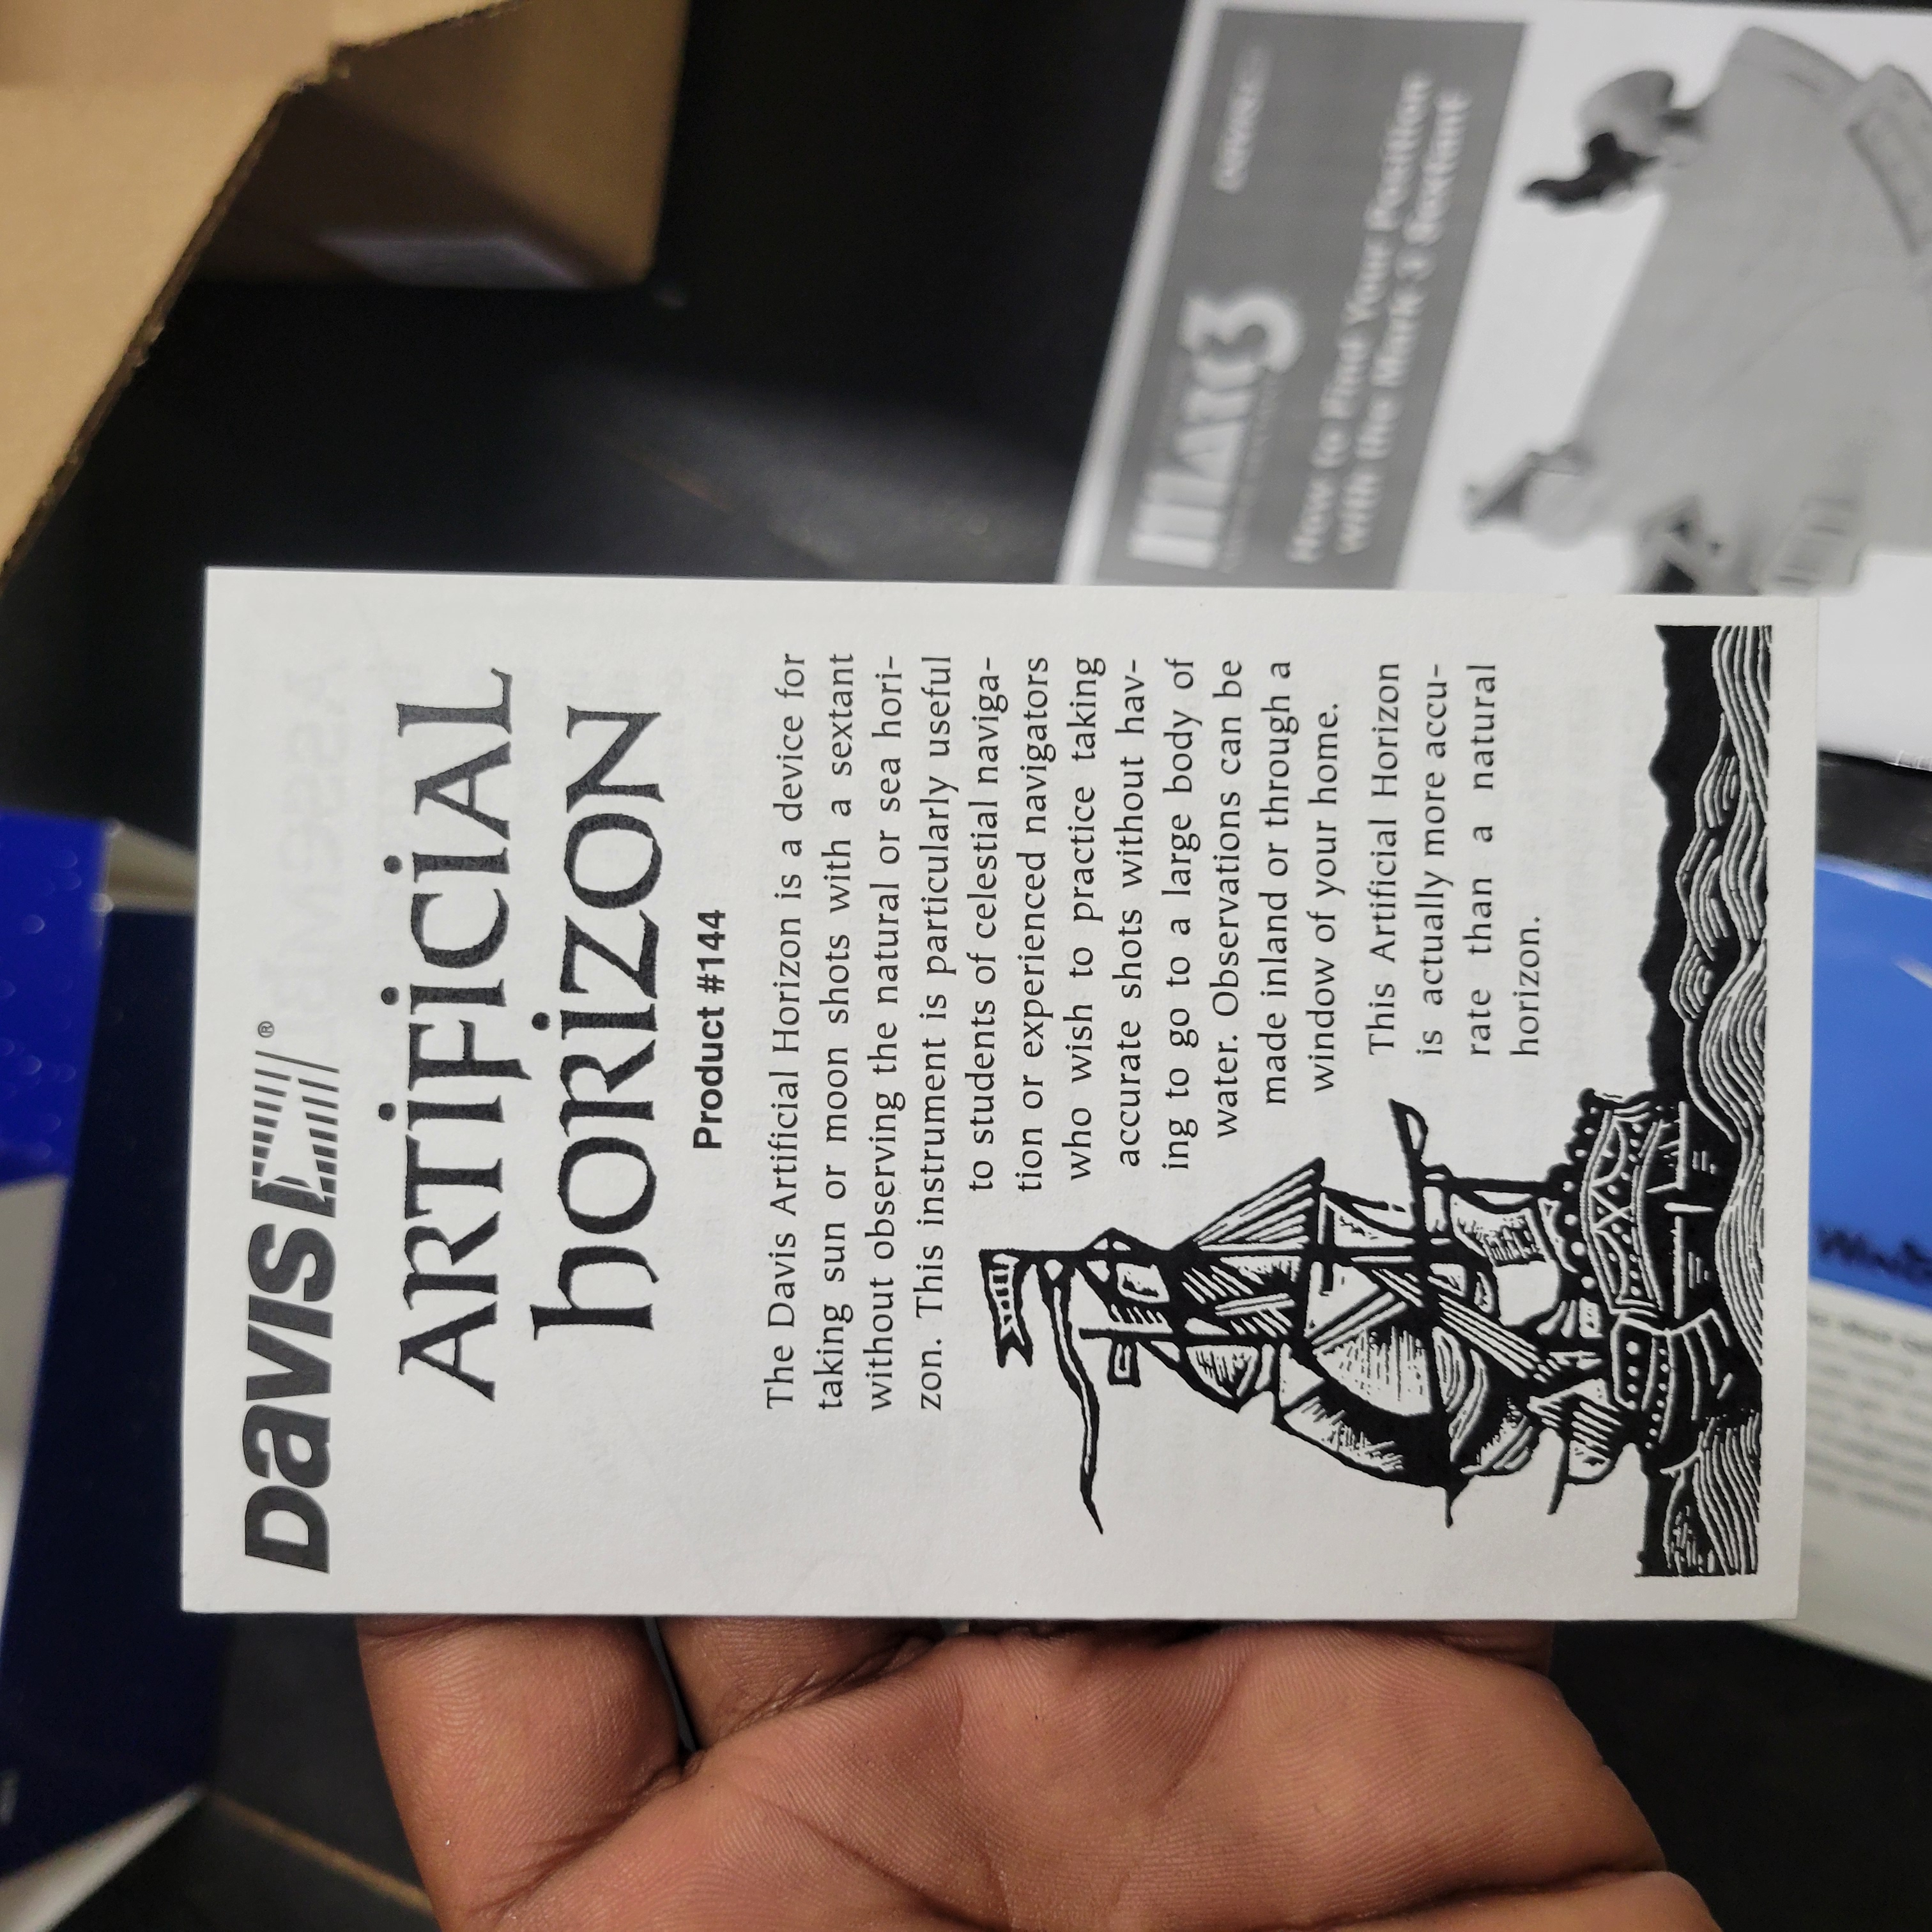 Davis®
ARTIFICIAL
hORIZON
Product #144
The Davis Artificial Horizon is a device for
taking sun or moon shots with a sextant
without observing the natural or sea hori-
zon. This instrument is particularly useful
to students of celestial naviga-
tion or experienced navigators
who wish to practice taking
accurate shots without hav-
ing to go to a large body of
water. Observations can be
made inland or through a
window of your home.
This Artificial Horizon
is actually more accu-
rate than a natural
horizon.
DAVIS
MARK 3
How to Find Your Position
with the Mark 3 Sextant